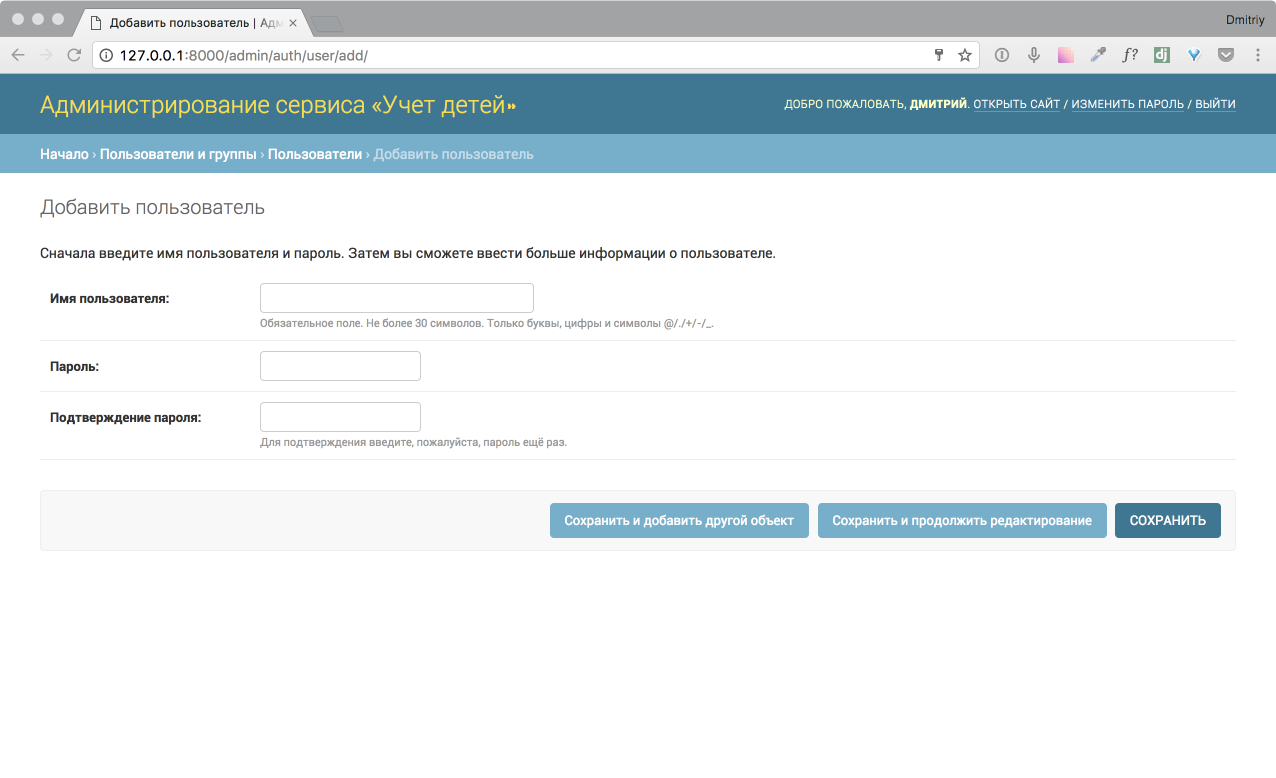 Добавить пользователь | Адм
Dmitriy
127.0.0.1:8000/admin/auth/user/add/
f?
dj
Администрирование сервиса «Учет детей»
ДОБРО ПОЖАЛОВАТЬ, ДМИТРИЙ. ОТКРЫТЬ САЙТ / ИЗМЕНИТЬ ПАРОЛЬ / ВЫЙТИ
Начало › Пользователи и группы › Пользователи › Добавить пользователь
Добавить пользователь
Сначала введите имя пользователя и пароль. Затем вы сможете ввести больше информации о пользователе.
Имя пользователя:
Обязательное поле. Не более 30 символов. Только буквы, цифры и символы @/./+/-/_.
Пароль:
Подтверждение пароля:
Для подтверждения введите, пожалуйста, пароль ещё раз.
Сохранить и добавить другой объект
Сохранить и продолжить редактирование
СОХРАНИТЬ